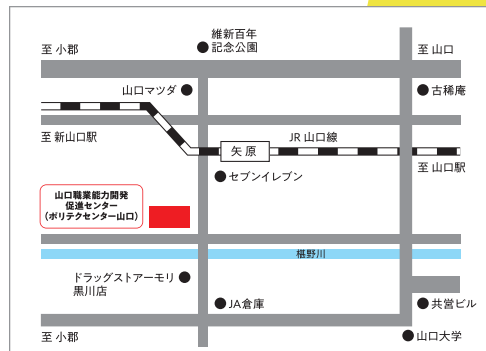 維新百年
記念公園
至 小郡
至 山口
山口マツダ
古稀庵
至 新山口駅
JR 山口線
矢原
至 山口駅
セブンイレブン
山口職業能力開発
促進センター
(ポリテクセンター山口)
椹野川
ドラッグストアーモリ
黒川店
JA倉庫
共営ビル
至 小郡
山口大学